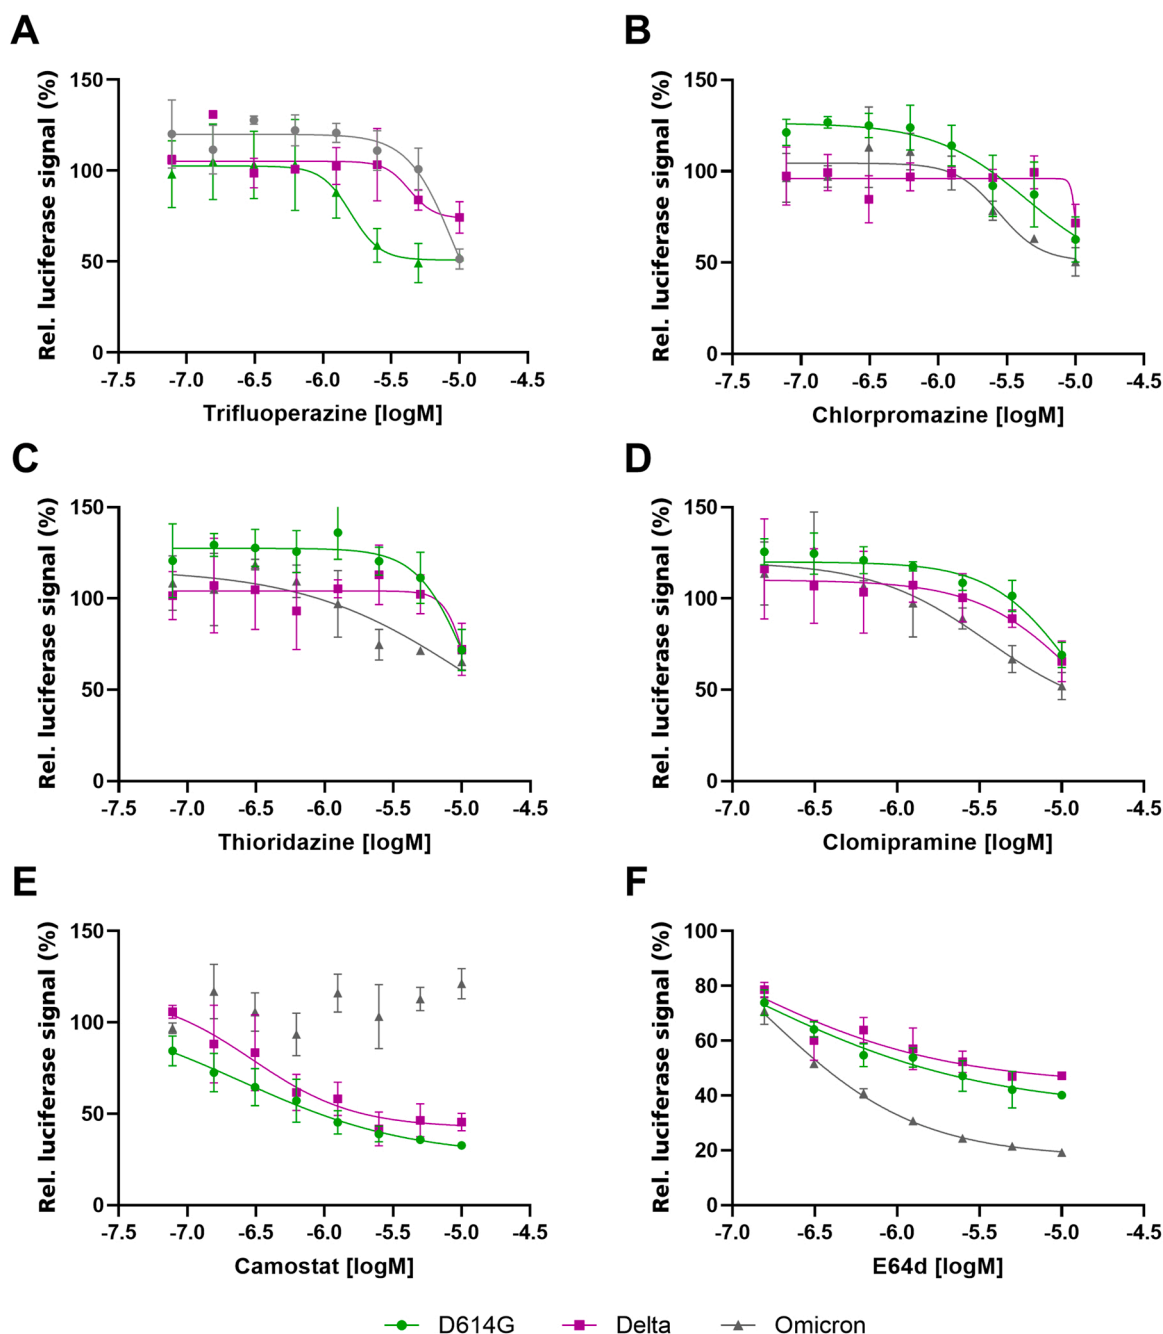 A
Rel. luciferase signal (%)
150
100
50
0
-7.5 -7.0 -6.5 -6.0 -5.5 -5.0 -4.5
Trifluoperazine [logM]
B
Rel. luciferase signal (%)
150
100
50
0
-7.5 -7.0 -6.5 -6.0 -5.5 -5.0 -4.5
Chlorpromazine [logM]
C
Rel. luciferase signal (%)
150
100
50
0
-7.5 -7.0 -6.5 -6.0 -5.5 -5.0 -4.5
Thioridazine [logM]
D
Rel. luciferase signal (%)
150
100
50
0
-7.0 -6.5 -6.0 -5.5 -5.0 -4.5
Clomipramine [logM]
E
Rel. luciferase signal (%)
150
100
50
0
-7.5 -7.0 -6.5 -6.0 -5.5 -5.0 -4.5
Camostat [logM]
F
Rel. luciferase signal (%)
100
80
60
40
20
0
-7.0 -6.5 -6.0 -5.5 -5.0 -4.5
E64d [logM]
D614G Delta Omicron